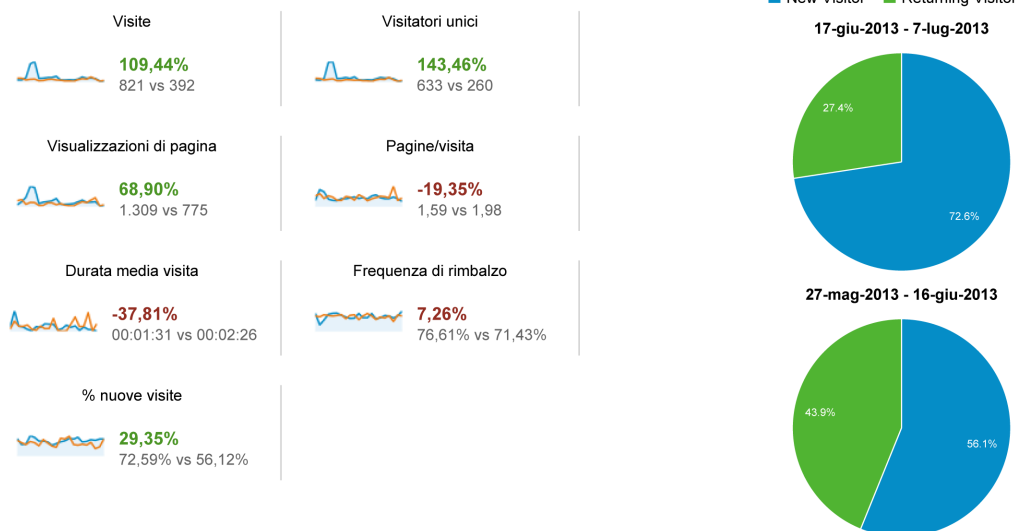 New Visitor Returning Visitor
Visite
109,44%
821 vs 392
Visitatori unici
143,46%
633 vs 260
Visualizzazioni di pagina
68,90%
1.309 vs 775
Pagine/visita
-19,35%
1,59 vs 1,98
Durata media visita
-37,81%
00:01:31 vs 00:02:26
Frequenza di rimbalzo
7,26%
76,61% vs 71,43%
% nuove visite
29,35%
72,59% vs 56,12%
17-giu-2013 - 7-lug-2013
27.4%
72.6%
27-mag-2013 - 16-giu-2013
43.9%
56.1%